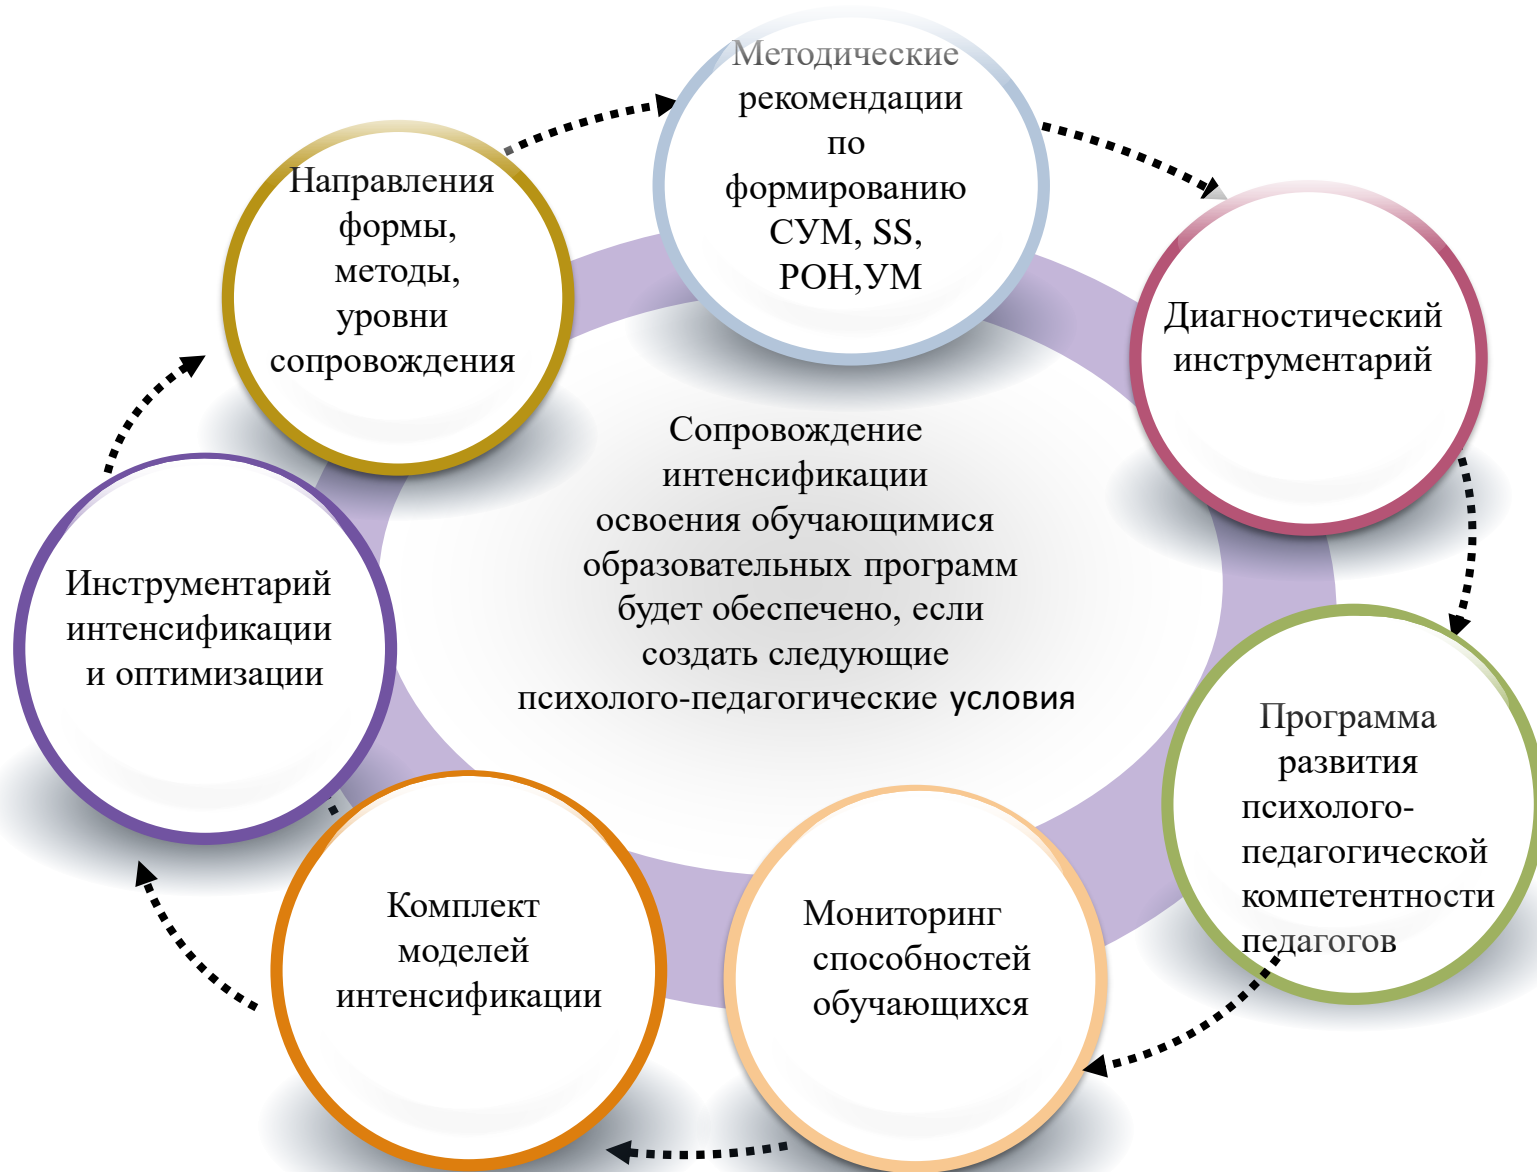 Методические
рекомендации
по
формированию
СУМ, SS,
РОН,УМ
Направления
формы,
методы,
уровни
сопровождения
Диагностический
инструментарий
Сопровождение
интенсификации
освоения обучающимися
образовательных программ
будет обеспечено, если
создать следующие
психолого-педагогические условия
Инструментарий
интенсификации
и оптимизации
Программа
развития
психолого-
педагогической
компетентности
педагогов
Комплект
моделей
интенсификации
Мониторинг
способностей
обучающихся